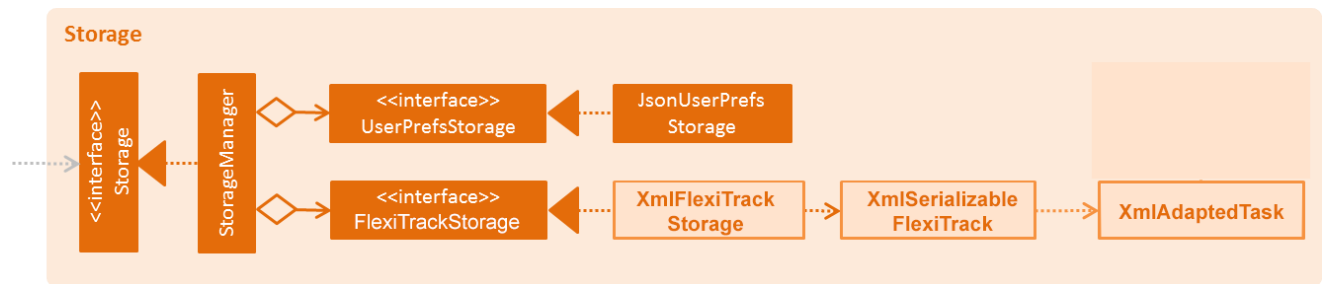 Storage
<<interface>>
Storage
StorageManager
<<interface>>
UserPrefsStorage
JsonUserPrefs
Storage
<<interface>>
FlexiTrackStorage
XmlFlexiTrack
Storage
XmlSerializable
FlexiTrack
XmlAdaptedTask